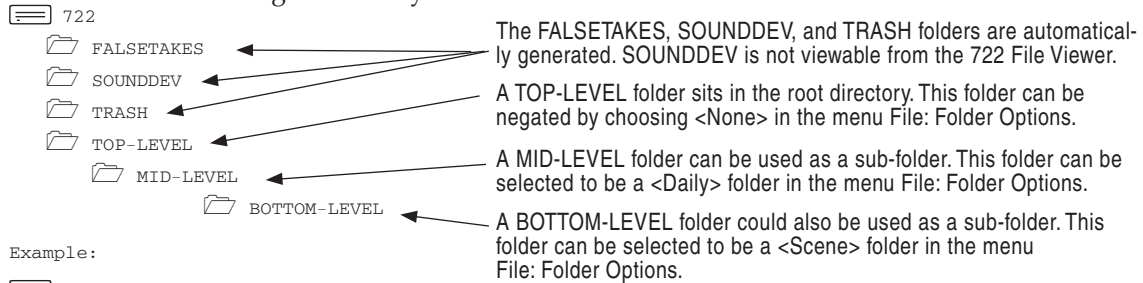 722
FALSETAKES
SOUNDDEV
TRASH
TOP-LEVEL
MID-LEVEL
BOTTOM-LEVEL
Example:
The FALSETAKES, SOUNDDEV, and TRASH folders are automatical-
ly generated. SOUNDDEV is not viewable from the 722 File Viewer.
A TOP-LEVEL folder sits in the root directory. This folder can be
negated by choosing <None> in the menu File: Folder Options.
A MID-LEVEL folder can be used as a sub-folder. This folder can be
selected to be a <Daily> folder in the menu File: Folder Options.
A BOTTOM-LEVEL folder could also be used as a sub-folder. This
folder can be selected to be a <Scene> folder in the menu
File: Folder Options.